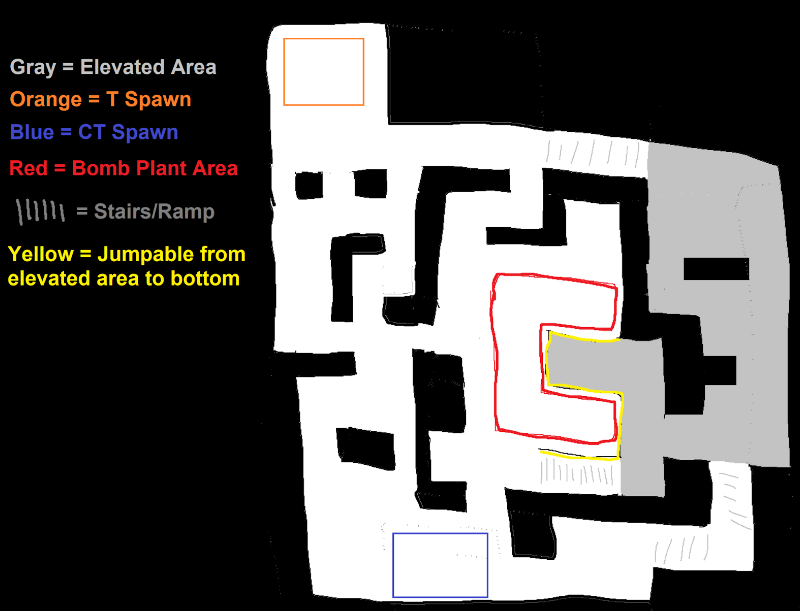 Gray = Elevated Area
Orange = T Spawn
Blue = CT Spawn
Red = Bomb Plant Area
= Stairs/Ramp
Yellow = Jumpable from
elevated area to bottom